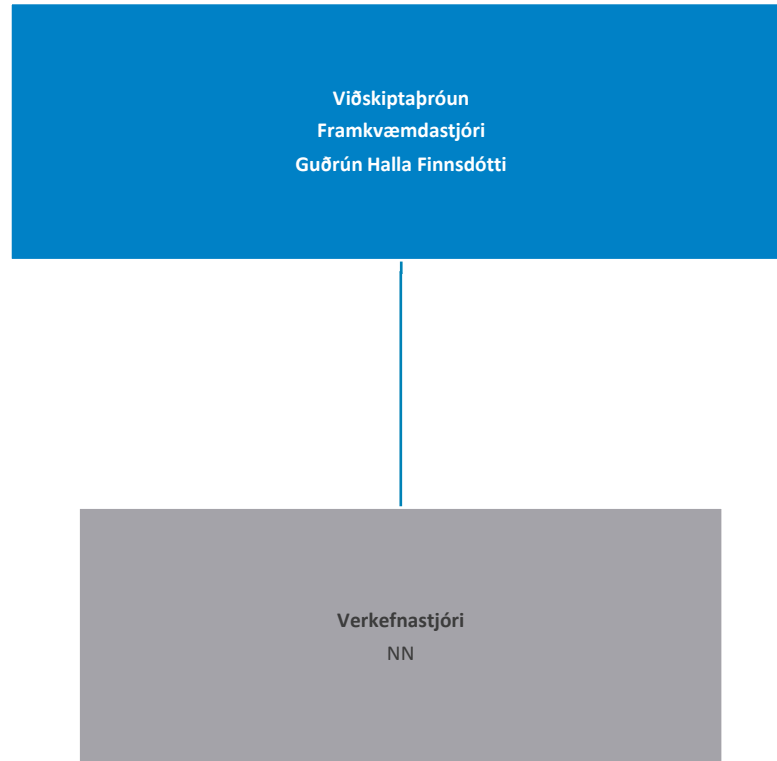 Viðskiptaþróun
Framkvæmdastjóri
Guðrún Halla Finnsdótti
Verkefnastjóri
NN